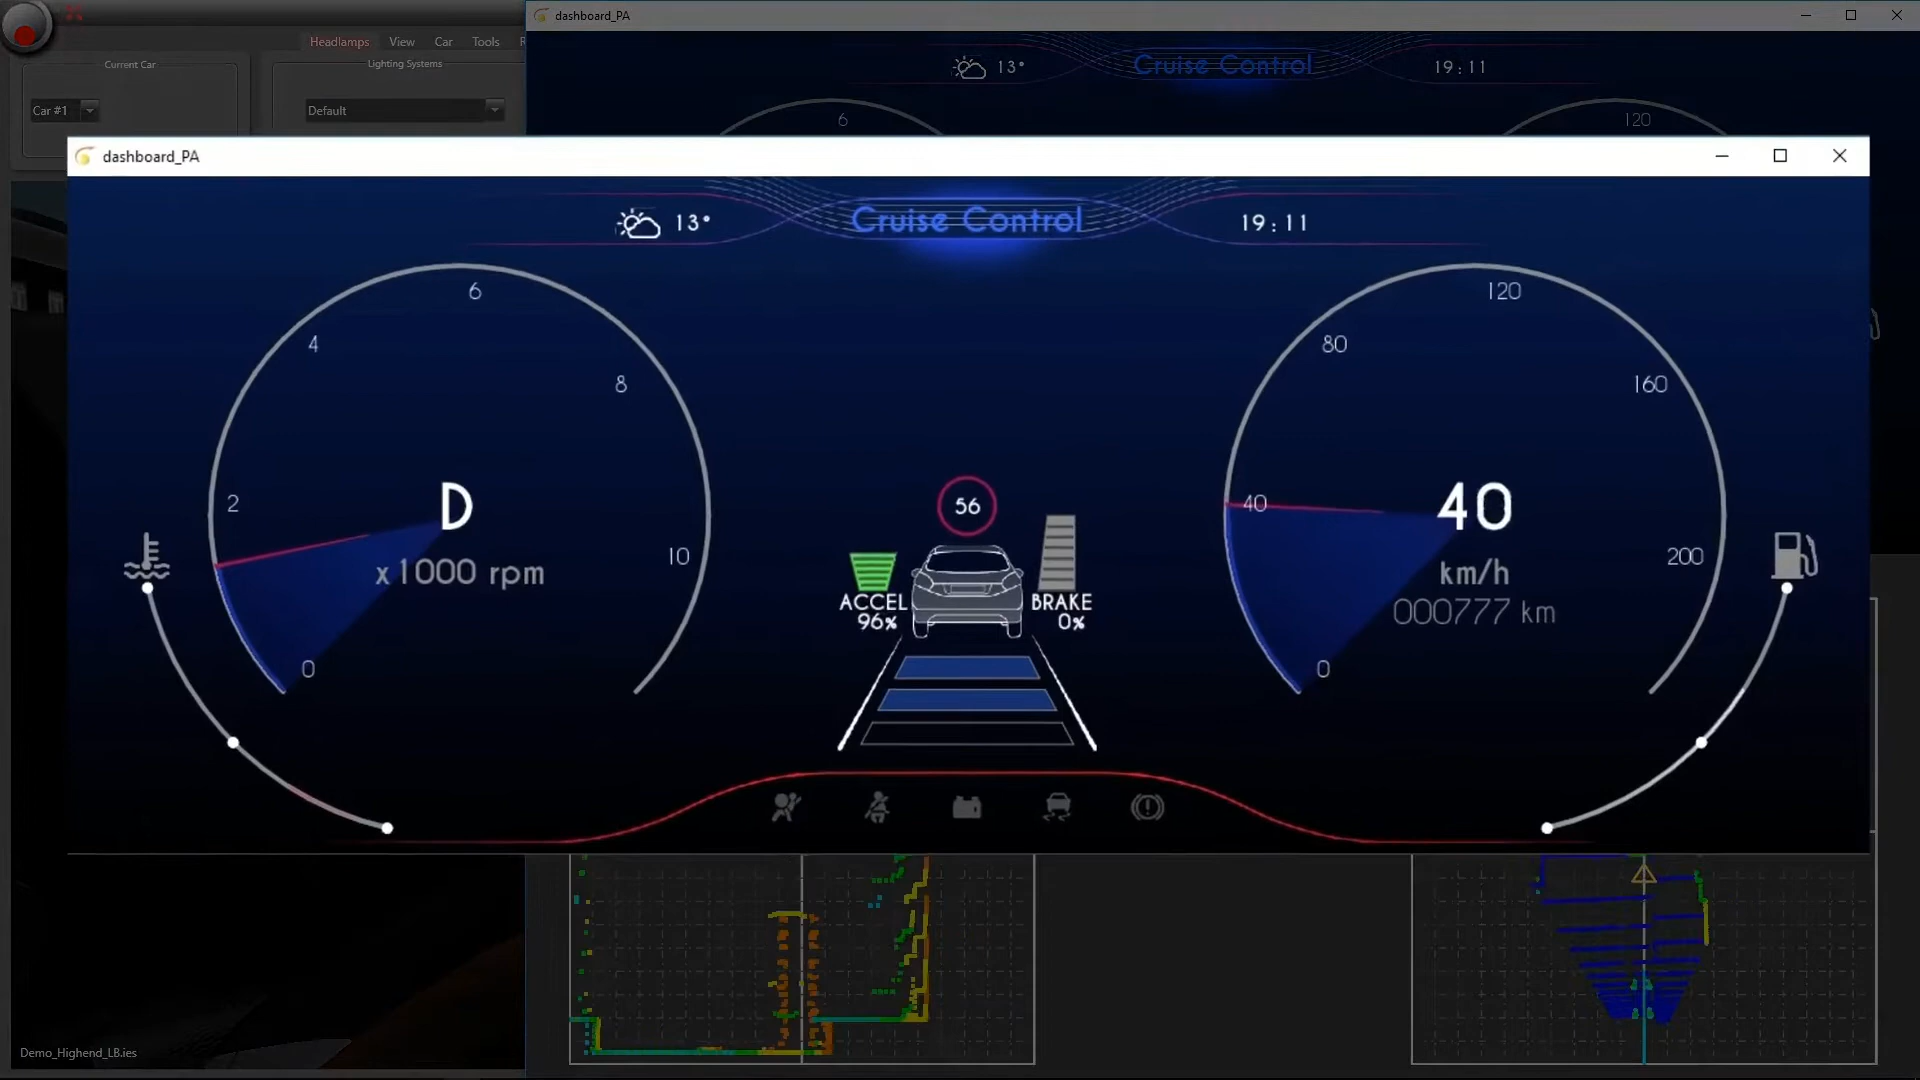 dashboard_PA
Headlamps View Car Tools R
Current Car
Lighting Systems
13° Cruise Control 19:11
Car #1
Default
6
120
dashboard_PA
13° Cruise Control 19:11
6
4
8
2
10
0
D
x1000 rpm
56
ACCEL
96%
BRAKE
0%
120
80
160
40
200
0
40
km/h
000777 km
Demo_Highend_LB.ies